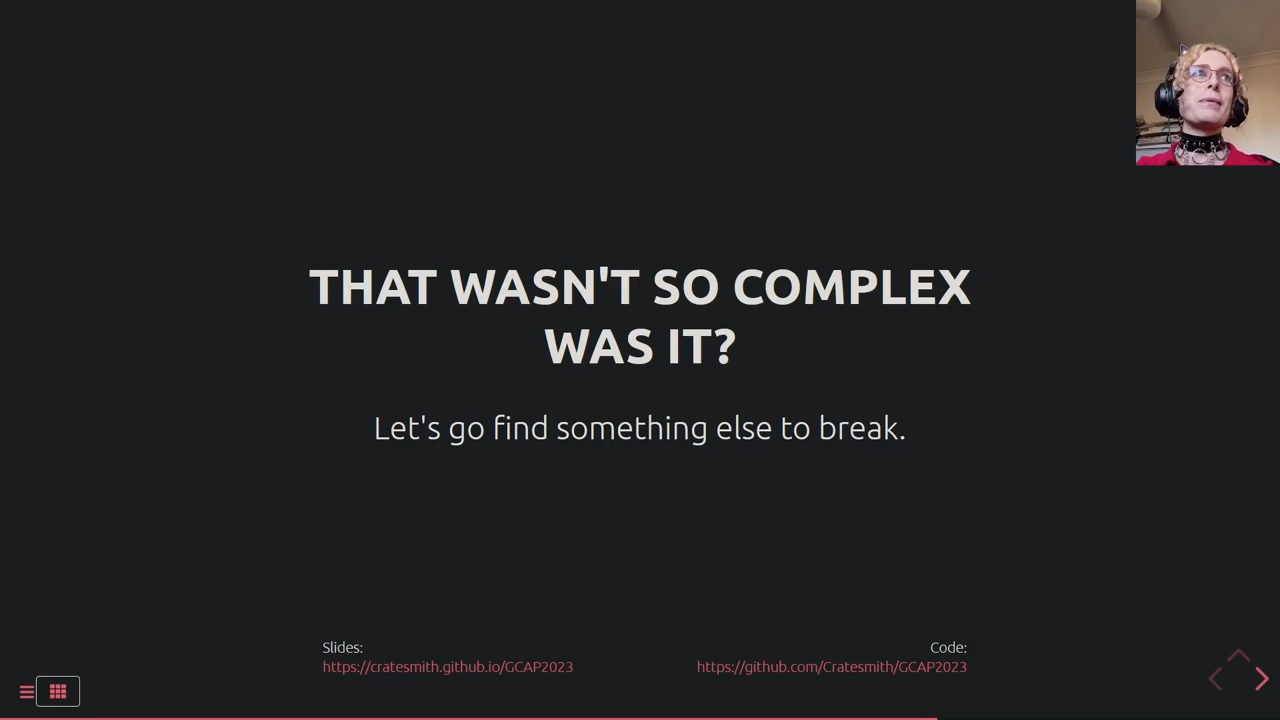 THAT WASN'T SO COMPLEX
WAS IT?
Let's go find something else to break.
Slides:
https://cratesmith.github.io/GCAP2023
Code:
https://github.com/Cratesmith/GCAP2023